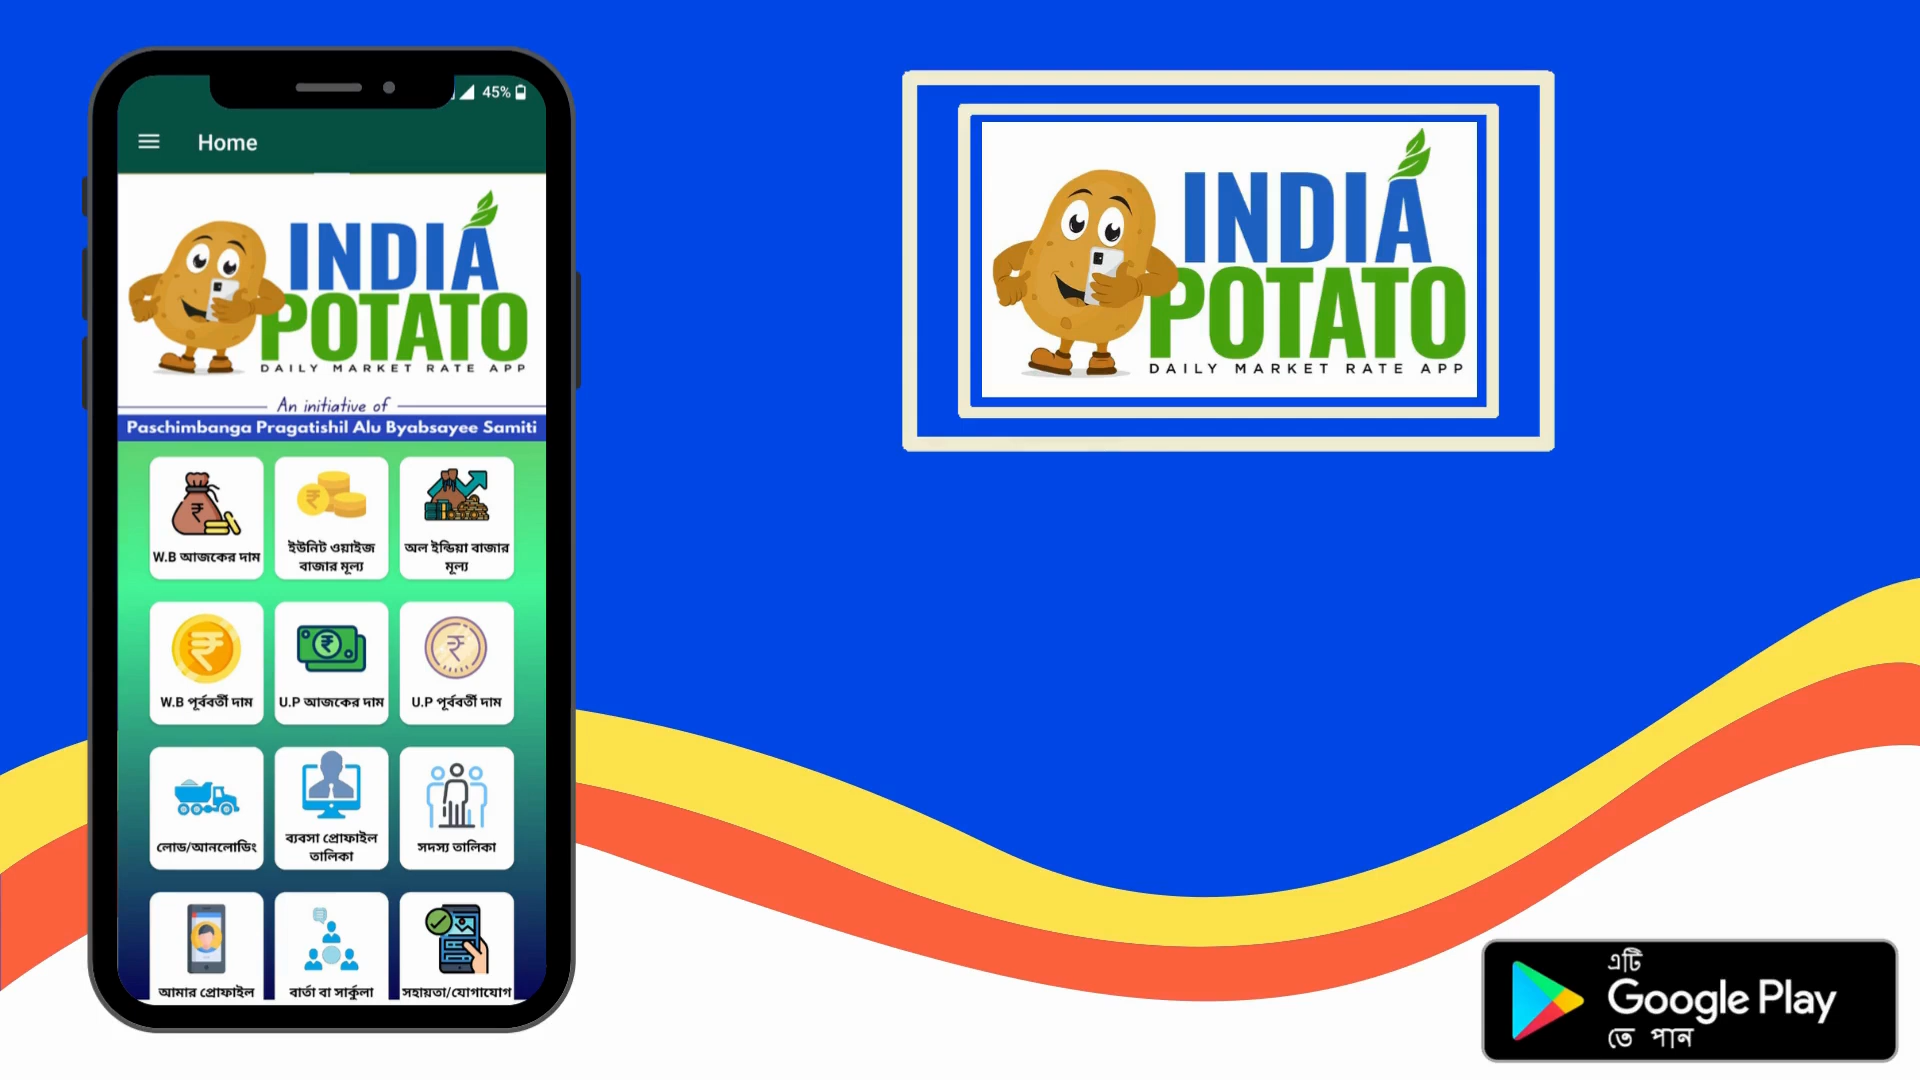 45%
Home
INDIA
POTATO
DAILY MARKET RATE APP
An initiative of
Paschimbanga Pragatishil Alu Byabsayee Samiti
W.B আজকের দাম
ইউনিট ওয়াইজ
বাজার মূল্য
অল ইন্ডিয়া বাজার
মূল্য
W.B পূর্ববর্তী দাম
U.P আজকের দাম
U.P পূর্ববর্তী দাম
লোড/আনলোডিং
ব্যবসা প্রোফাইল
তালিকা
সদস্য তালিকা
আমার প্রোফাইল
বার্তা বা সার্কুলা
সহায়তা/যোগাযোগ
INDIA
POTATO
DAILY MARKET RATE APP
এটি
Google Play
তে পান